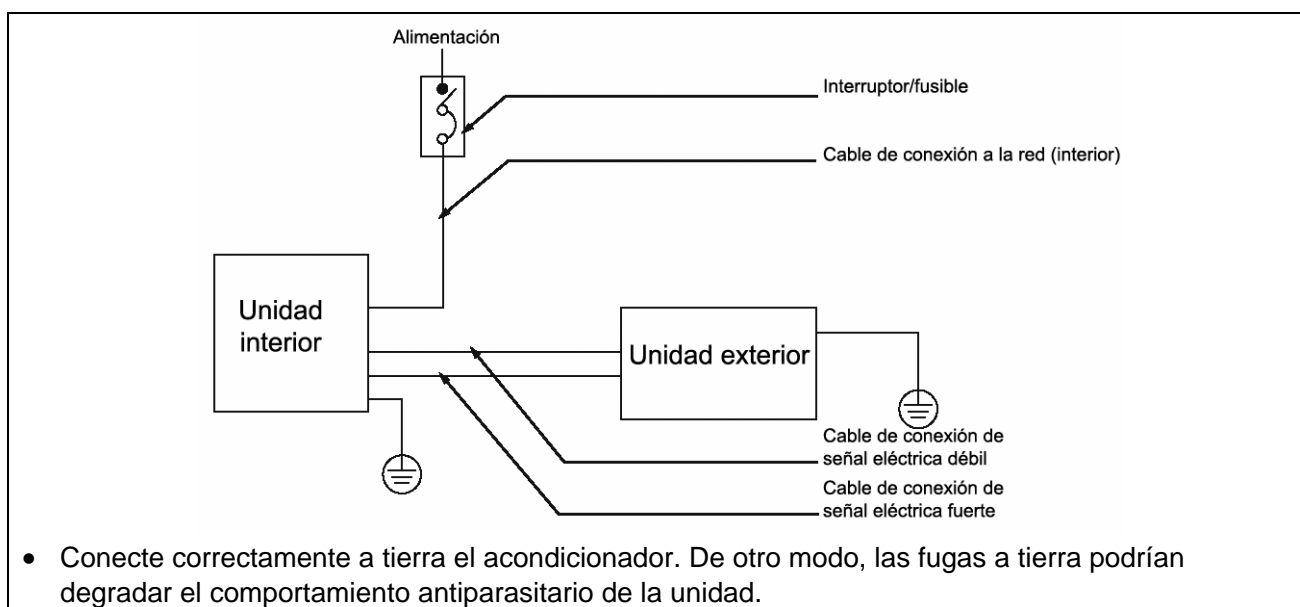 Alimentación
Interruptor/fusible
Cable de conexión a la red (interior)
Unidad
interior
Unidad exterior
Cable de conexión de
señal eléctrica débil
Cable de conexión de
señal eléctrica fuerte
• Conecte correctamente a tierra el acondicionador. De otro modo, las fugas a tierra podrían
degradar el comportamiento antiparasitario de la unidad.